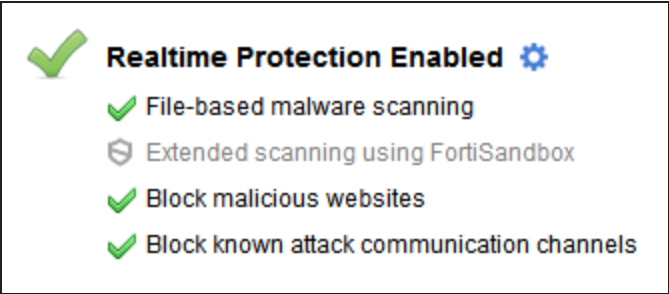 Realtime Protection Enabled
File-based malware scanning
Extended scanning using FortiSandbox
Block malicious websites
Block known attack communication channels